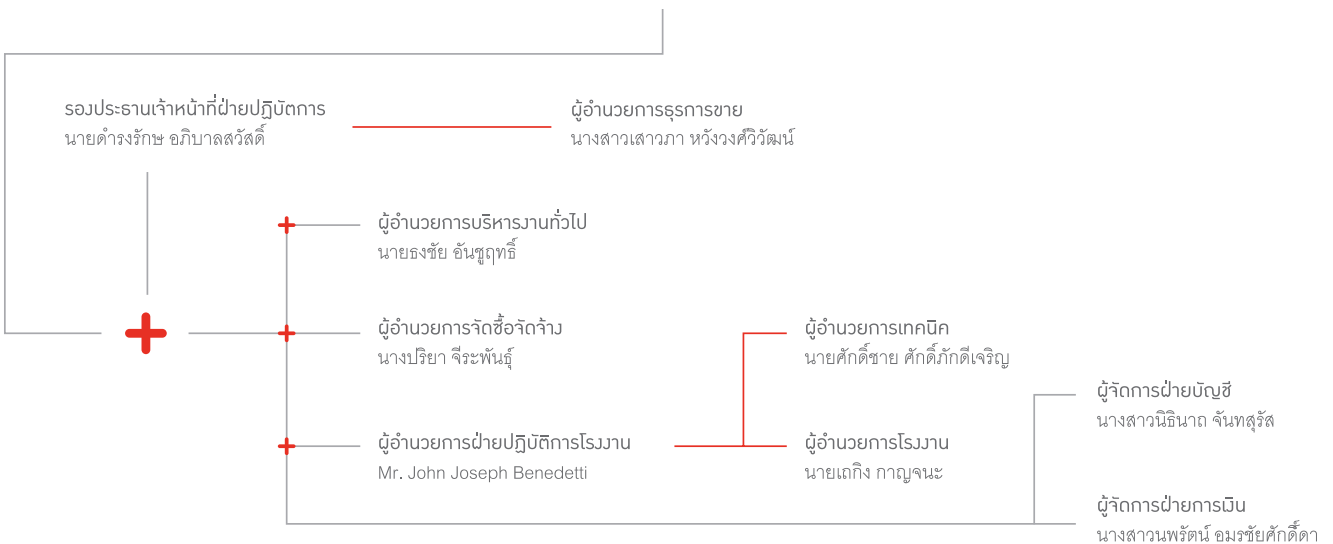 รองประธานเจ้าหน้าที่ฝ่ายปฏิบัตการ
นายดำรงรักษ อภิบาลสวัสดิ์
ผู้อำนวยการธุรการขาย
นางสาวเสาวภา หวังวงศ์วิวัฒน์
ผู้อำนวยการบริหารงานทั่วไป
นายธงชัย อันชูฤทธิ์
ผู้อำนวยการจัดซื้อจัดจ้าง
นางปริยา จีระพันธุ์
ผู้อำนวยการเทคนิค
นายศักดิ์ชาย ศักดิ์ภักดีเจริญ
ผู้จัดการฝ่ายบัญชี
นางสาวนิธินาถ จันทสุรัส
ผู้อำนวยการฝ่ายปฏิบัติการโรงงาน
Mr. John Joseph Benedetti
ผู้อำนวยการโรงงาน
นายเถกิง กาญจนะ
ผู้จัดการฝ่ายการเงิน
นางสาวนพรัตน์ อมรชัยศักดิ์ดา